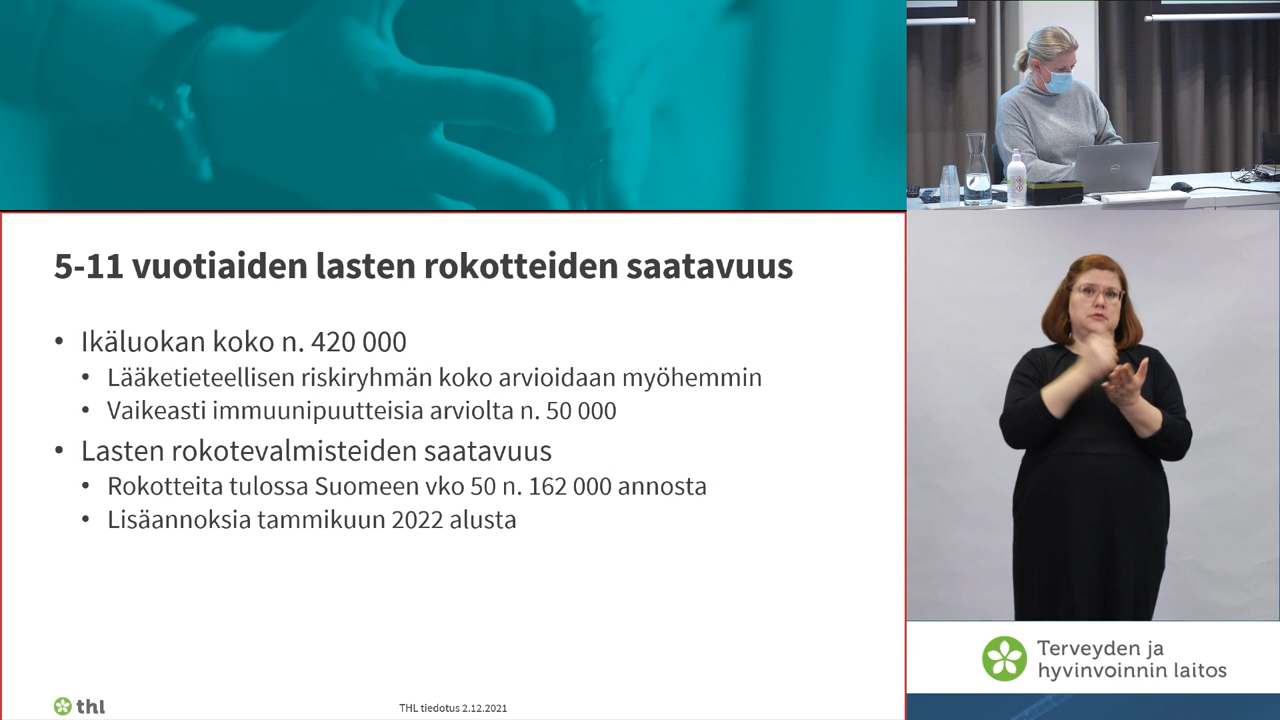 5-11 vuotiaiden lasten rokotteiden saatavuus
• Ikäluokan koko n. 420 000
• Lääketieteellisen riskiryhmän koko arvioidaan myöhemmin
• Vaikeasti immuunipuutteisia arviolta n. 50 000
• Lasten rokotevalmisteiden saatavuus
• Rokotteita tulossa Suomeen vko 50 n. 162 000 annosta
• Lisäannoksia tammikuun 2022 alusta
thl
THL tiedotus 2.12.2021
Terveyden ja
hyvinvoinnin laitos